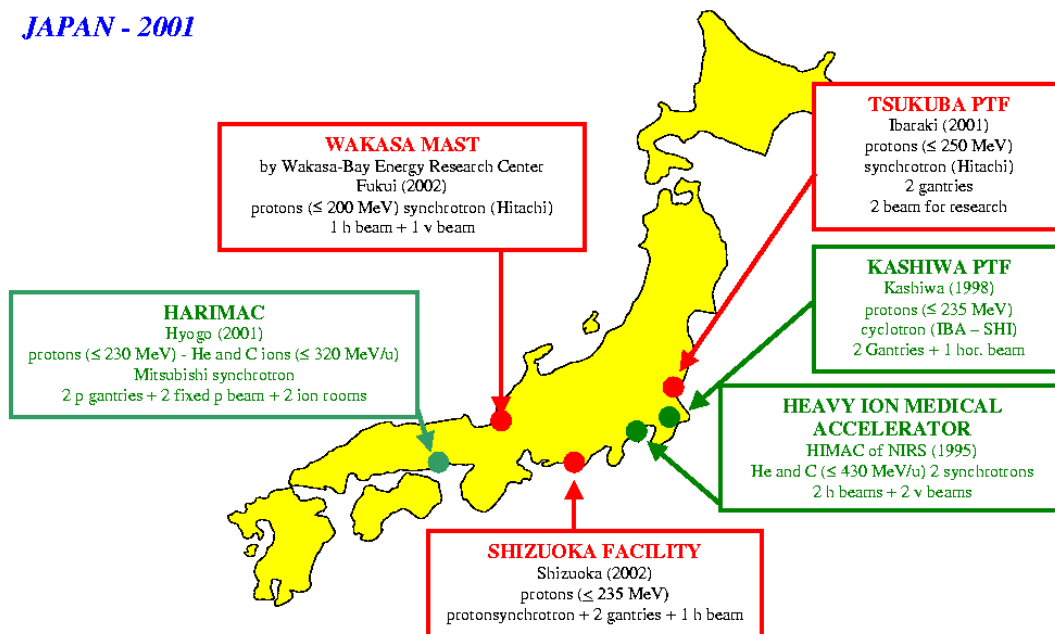 JAPAN - 2001
TSUKUBA PTF
Ibaraki (2001)
protons (≤ 250 MeV)
synchrotron (Hitachi)
2 gantries
2 beam for research
WAKASA MAST
by Wakasa-Bay Energy Research Center
Fukui (2002)
protons (≤ 200 MeV) synchrotron (Hitachi)
1 h beam + 1 v beam
KASHIWA PTF
Kashiwa (1998)
protons (≤ 235 MeV)
cyclotron (IBA – SHI)
2 Gantries + 1 hor. beam
HARIMAC
Hyogo (2001)
protons (≤ 230 MeV) - He and C ions (≤ 320 MeV/u)
Mitsubishi synchrotron
2 p gantries + 2 fixed p beam + 2 ion rooms
HEAVY ION MEDICAL
ACCELERATOR
HIMAC of NIRS (1995)
He and C (≤ 430 MeV/u) 2 synchrotrons
2 h beams + 2 v beams
SHIZUOKA FACILITY
Shizuoka (2002)
protons (≤ 235 MeV)
protonsynchrotron + 2 gantries + 1 h beam